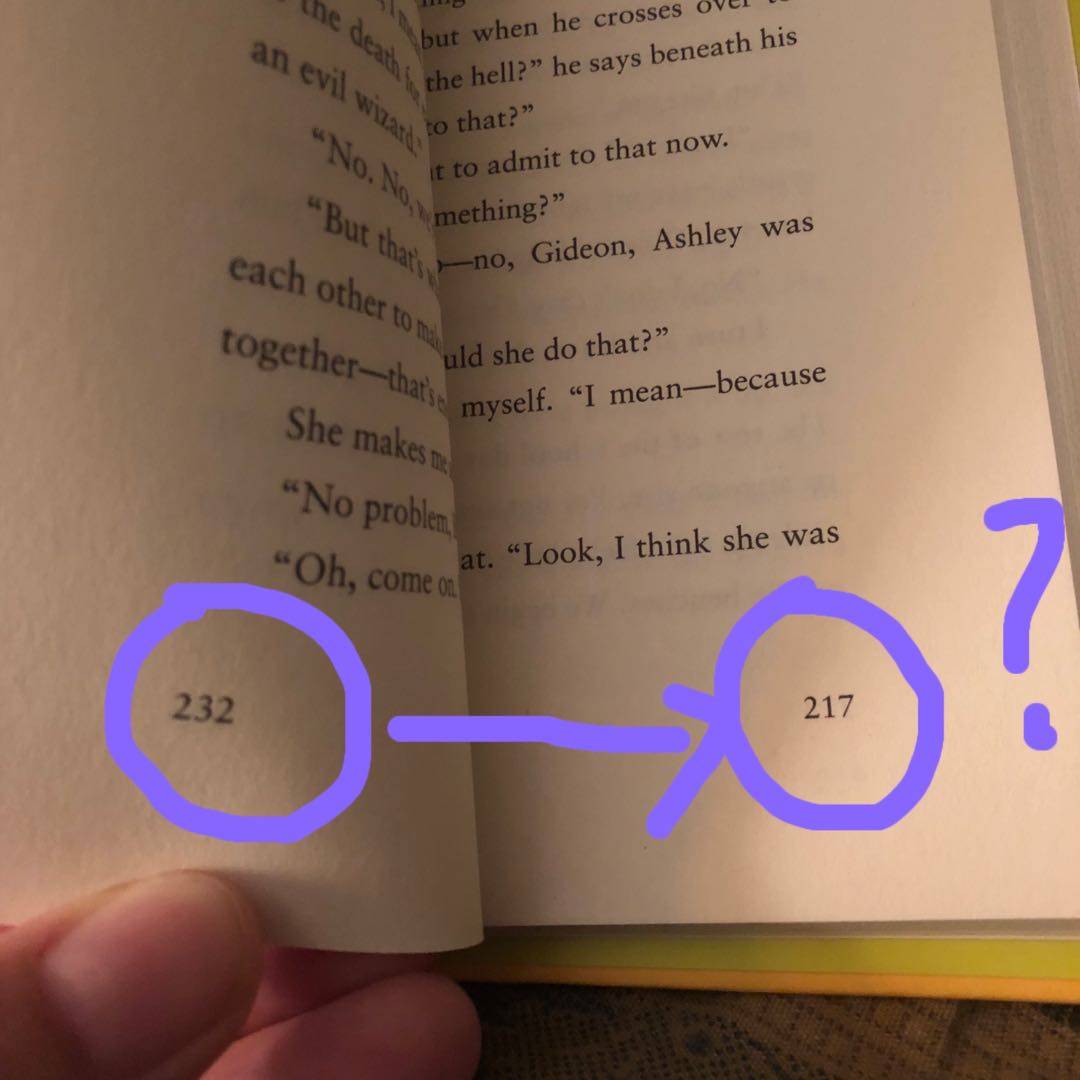 the death
an evil wizard.
“No. No,
“But that’s
each other to
together—that’s
She makes me
“No problem,
“Oh, come on.
232
but when he crosses over
the hell?” he says beneath his
to that?”
to admit to that now.
mething?”
—no, Gideon, Ashley was
uld she do that?”
myself. “I mean—because
at. “Look, I think she was
217
?